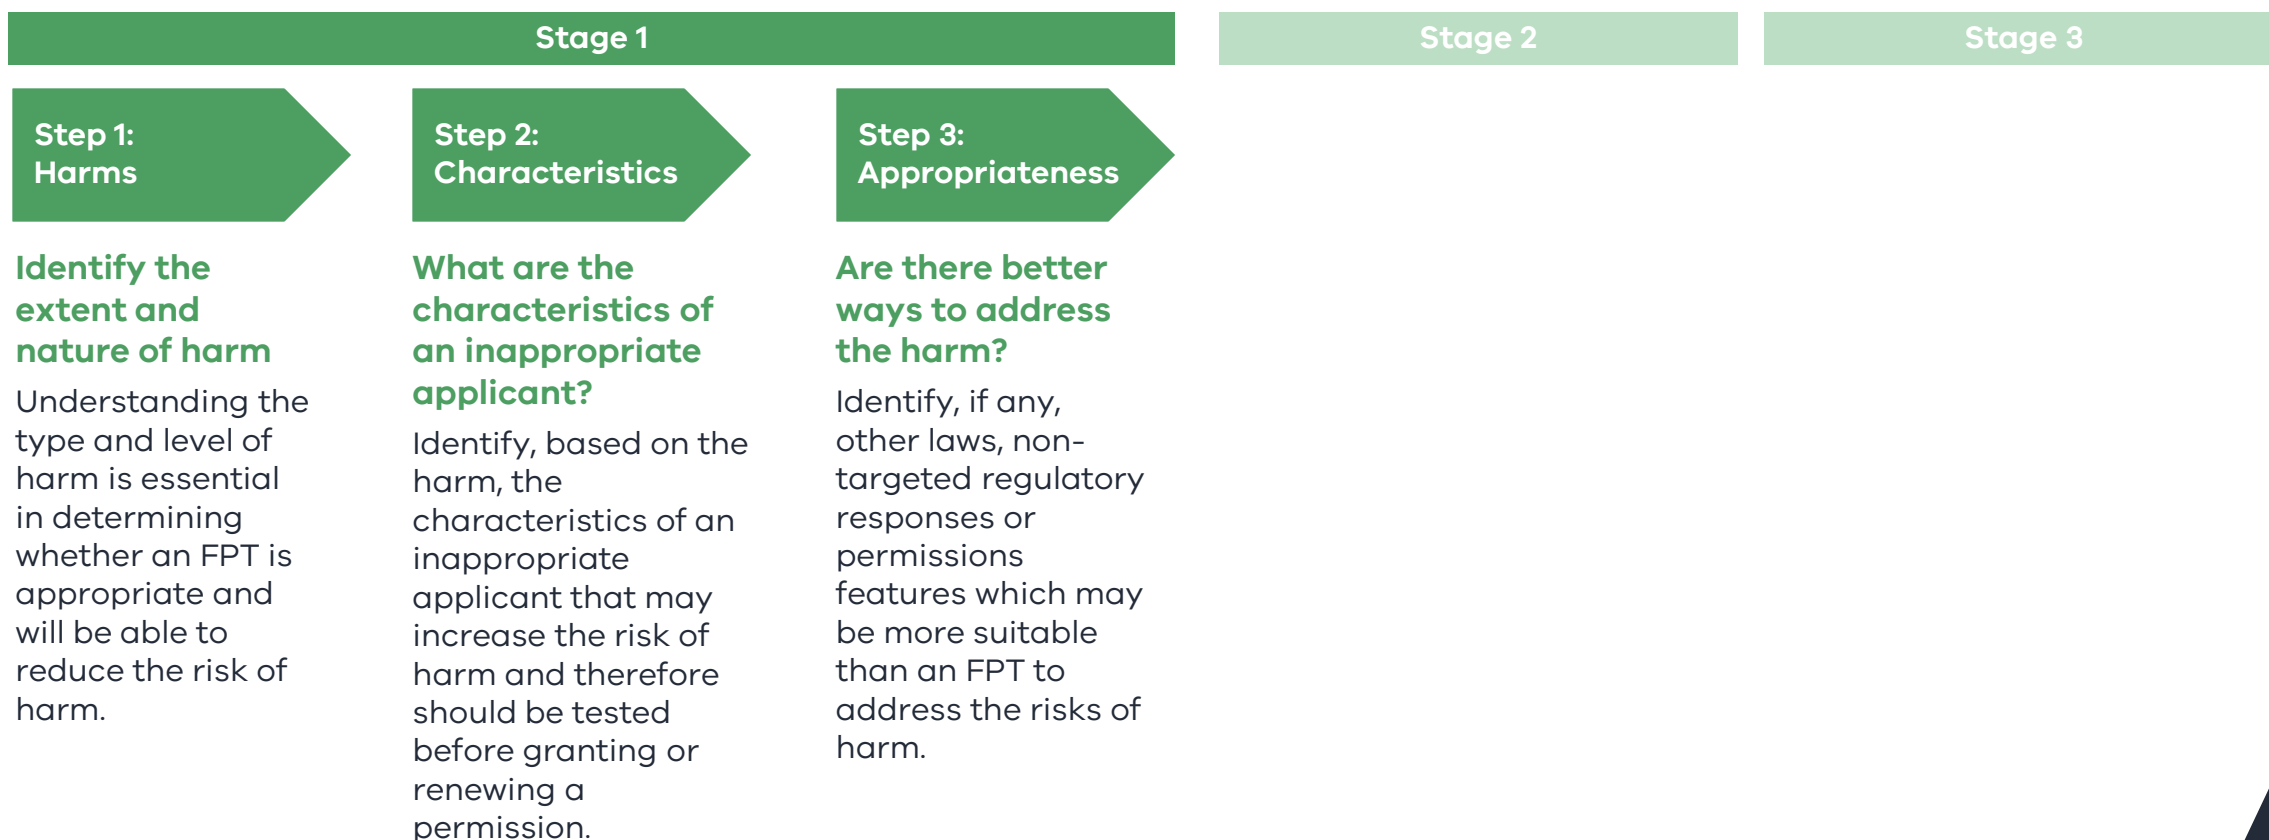 Stage 1
Stage 2
Stage 3
Step 1:
Harms
Identify the
extent and
nature of harm
Understanding the
type and level of
harm is essential
in determining
whether an FPT is
appropriate and
will be able to
reduce the risk of
harm.
Step 2:
Characteristics
What are the
characteristics of
an inappropriate
applicant?
Identify, based on the
harm, the
characteristics of an
inappropriate
applicant that may
increase the risk of
harm and therefore
should be tested
before granting or
renewing a
permission.
Step 3:
Appropriateness
Are there better
ways to address
the harm?
Identify, if any,
other laws, non-
targeted regulatory
responses or
permissions
features which may
be more suitable
than an FPT to
address the risks of
harm.